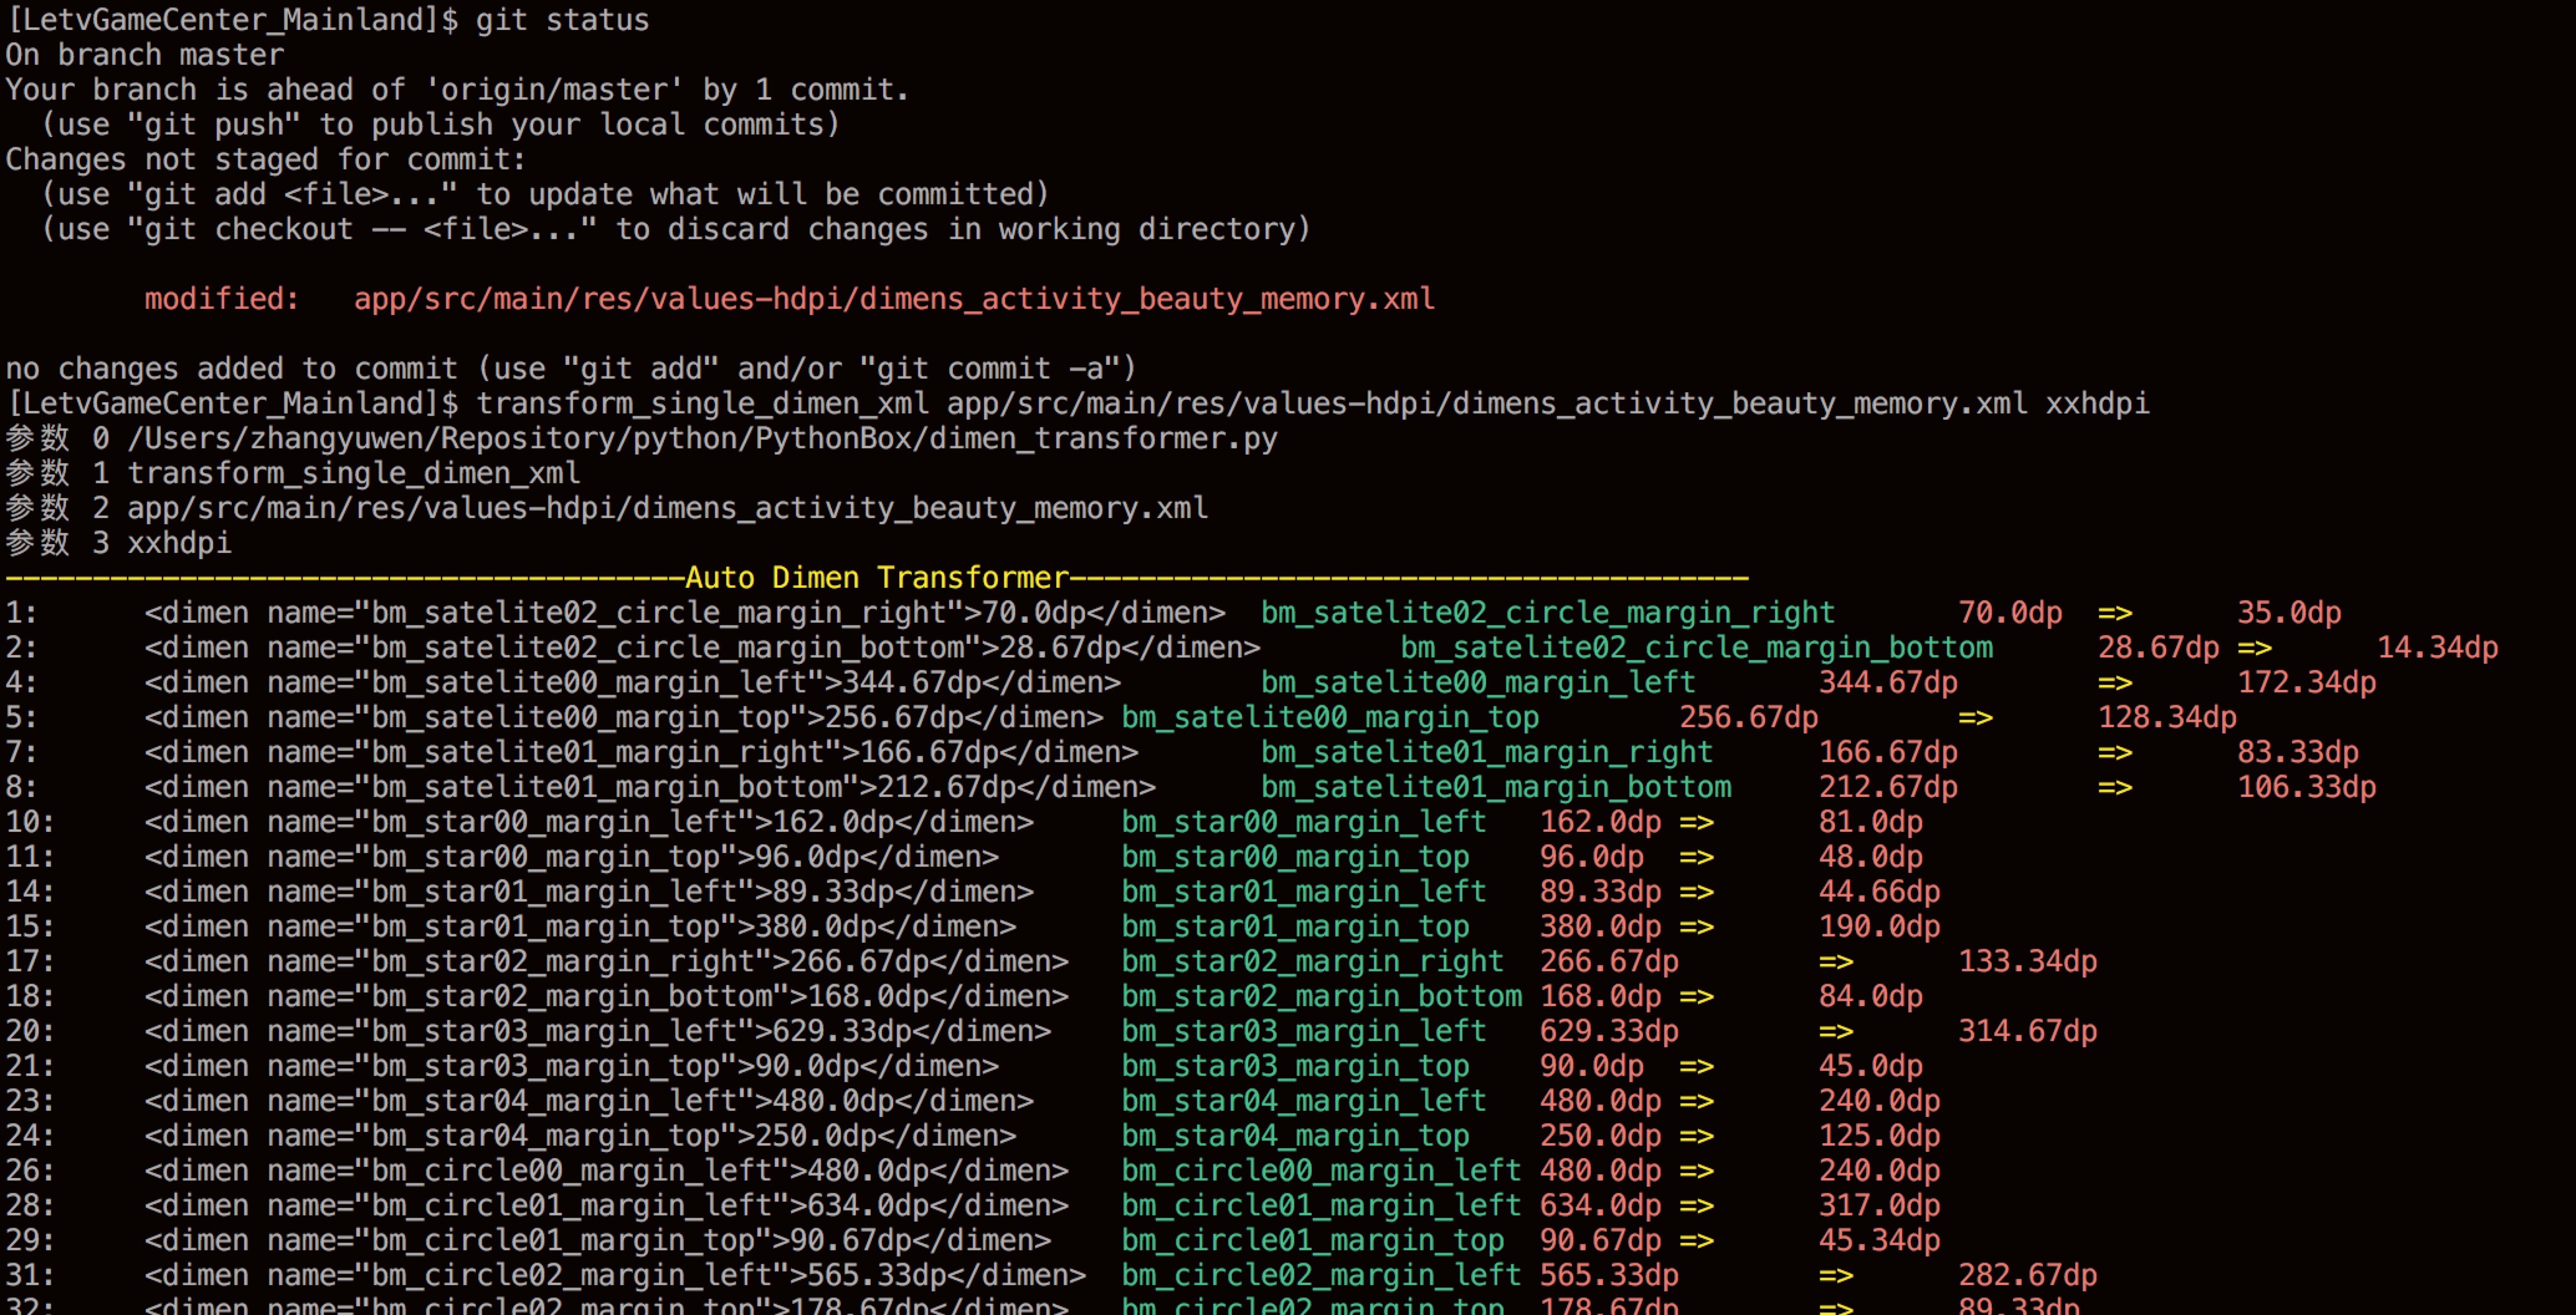 [LetvGameCenter_Mainland]$ git status
On branch master
Your branch is ahead of 'origin/master' by 1 commit.
  (use "git push" to publish your local commits)
Changes not staged for commit:
  (use "git add <file>..." to update what will be committed)
  (use "git checkout -- <file>..." to discard changes in working directory)
modified:   app/src/main/res/values-hdpi/dimens_activity_beauty_memory.xml
no changes added to commit (use "git add" and/or "git commit -a")
[LetvGameCenter_Mainland]$ transform_single_dimen_xml app/src/main/res/values-hdpi/dimens_activity_beauty_memory.xml xxhdpi
参数 0 /Users/zhangyuwen/Repository/python/PythonBox/dimen_transformer.py
参数 1 transform_single_dimen_xml
参数 2 app/src/main/res/values-hdpi/dimens_activity_beauty_memory.xml
参数 3 xxhdpi
---------------------------------------Auto Dimen Transformer---------------------------------------
1: <dimen name="bm_satelite02_circle_margin_right">70.0dp</dimen> bm_satelite02_circle_margin_right 70.0dp => 35.0dp
2: <dimen name="bm_satelite02_circle_margin_bottom">28.67dp</dimen> bm_satelite02_circle_margin_bottom 28.67dp => 14.34dp
4: <dimen name="bm_satelite00_margin_left">344.67dp</dimen> bm_satelite00_margin_left 344.67dp => 172.34dp
5: <dimen name="bm_satelite00_margin_top">256.67dp</dimen> bm_satelite00_margin_top 256.67dp => 128.34dp
7: <dimen name="bm_satelite01_margin_right">166.67dp</dimen> bm_satelite01_margin_right 166.67dp => 83.33dp
8: <dimen name="bm_satelite01_margin_bottom">212.67dp</dimen> bm_satelite01_margin_bottom 212.67dp => 106.33dp
10: <dimen name="bm_star00_margin_left">162.0dp</dimen> bm_star00_margin_left 162.0dp => 81.0dp
11: <dimen name="bm_star00_margin_top">96.0dp</dimen> bm_star00_margin_top 96.0dp => 48.0dp
14: <dimen name="bm_star01_margin_left">89.33dp</dimen> bm_star01_margin_left 89.33dp => 44.66dp
15: <dimen name="bm_star01_margin_top">380.0dp</dimen> bm_star01_margin_top 380.0dp => 190.0dp
17: <dimen name="bm_star02_margin_right">266.67dp</dimen> bm_star02_margin_right 266.67dp => 133.34dp
18: <dimen name="bm_star02_margin_bottom">168.0dp</dimen> bm_star02_margin_bottom 168.0dp => 84.0dp
20: <dimen name="bm_star03_margin_left">629.33dp</dimen> bm_star03_margin_left 629.33dp => 314.67dp
21: <dimen name="bm_star03_margin_top">90.0dp</dimen> bm_star03_margin_top 90.0dp => 45.0dp
23: <dimen name="bm_star04_margin_left">480.0dp</dimen> bm_star04_margin_left 480.0dp => 240.0dp
24: <dimen name="bm_star04_margin_top">250.0dp</dimen> bm_star04_margin_top 250.0dp => 125.0dp
26: <dimen name="bm_circle00_margin_left">480.0dp</dimen> bm_circle00_margin_left 480.0dp => 240.0dp
28: <dimen name="bm_circle01_margin_left">634.0dp</dimen> bm_circle01_margin_left 634.0dp => 317.0dp
29: <dimen name="bm_circle01_margin_top">90.67dp</dimen> bm_circle01_margin_top 90.67dp => 45.34dp
31: <dimen name="bm_circle02_margin_left">565.33dp</dimen> bm_circle02_margin_left 565.33dp => 282.67dp
32: <dimen name="bm_circle02_margin_top">178.67dp</dimen> bm_circle02_margin_top 178.67dp => 89.33dp